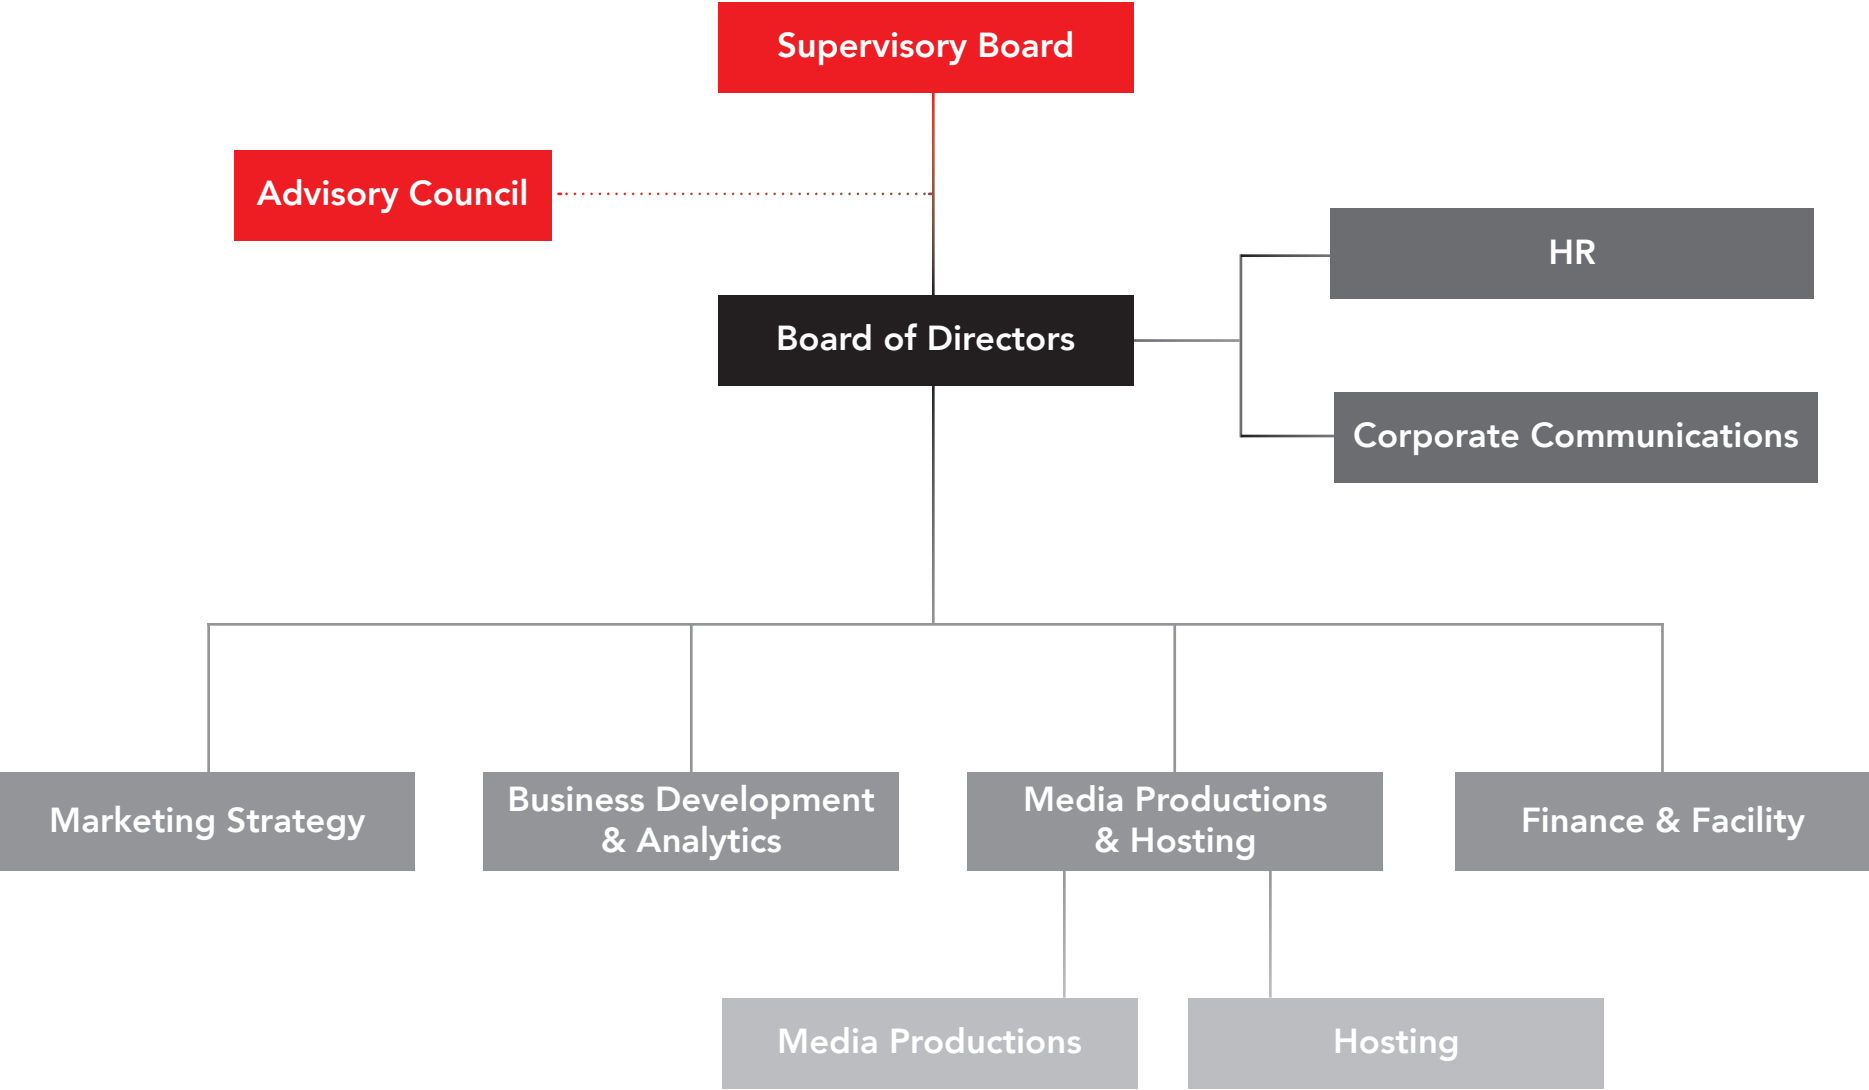 Supervisory Board
Advisory Council
HR
Board of Directors
Corporate Communications
Marketing Strategy
Business Development
& Analytics
Media Productions
& Hosting
Finance & Facility
Media Productions
Hosting